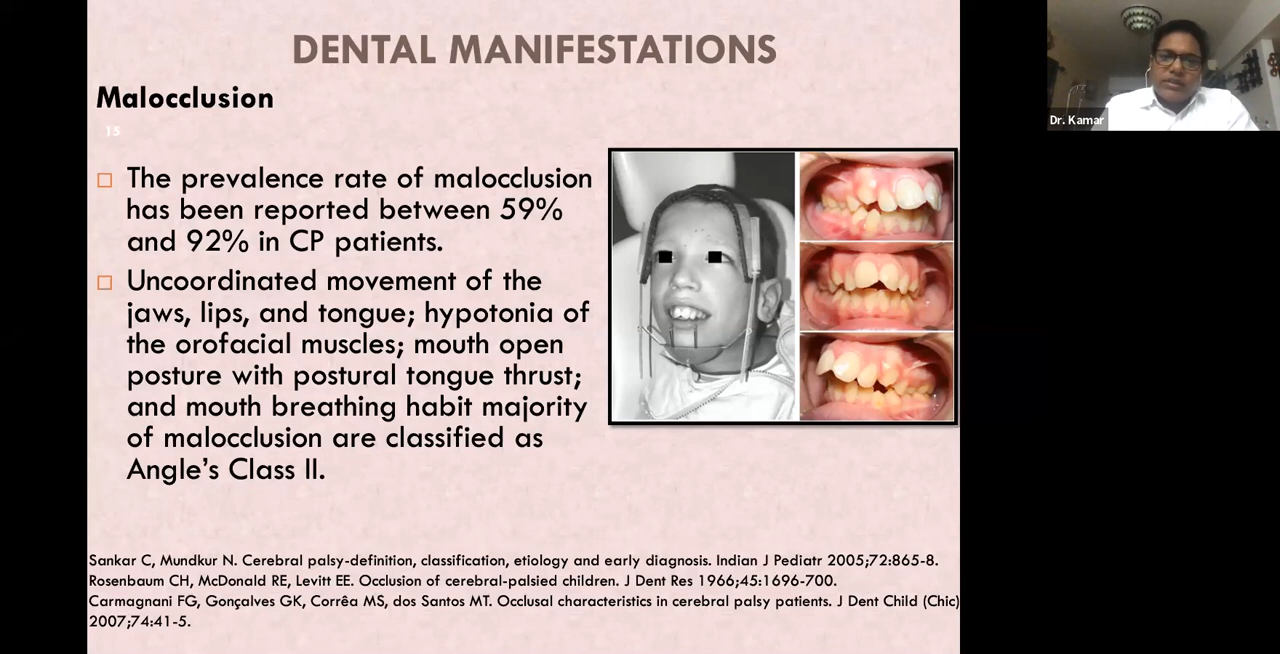 DENTAL MANIFESTATIONS
Malocclusion
15
The prevalence rate of malocclusion
has been reported between 59%
and 92% in CP patients.
Uncoordinated movement of the
jaws, lips, and tongue; hypotonia of
the orofacial muscles; mouth open
posture with postural tongue thrust;
and mouth breathing habit majority
of malocclusion are classified as
Angle’s Class II.
Sankar C, Mundkur N. Cerebral palsy-definition, classification, etiology and early diagnosis. Indian J Pediatr 2005;72:865-8.
Rosenbaum CH, McDonald RE, Levitt EE. Occlusion of cerebral-palsied children. J Dent Res 1966;45:1696-700.
Carmagnani FG, Gonçalves GK, Corrêa MS, dos Santos MT. Occlusal characteristics in cerebral palsy patients. J Dent Child (Chic)
2007;74:41-5.
Dr. Kamar